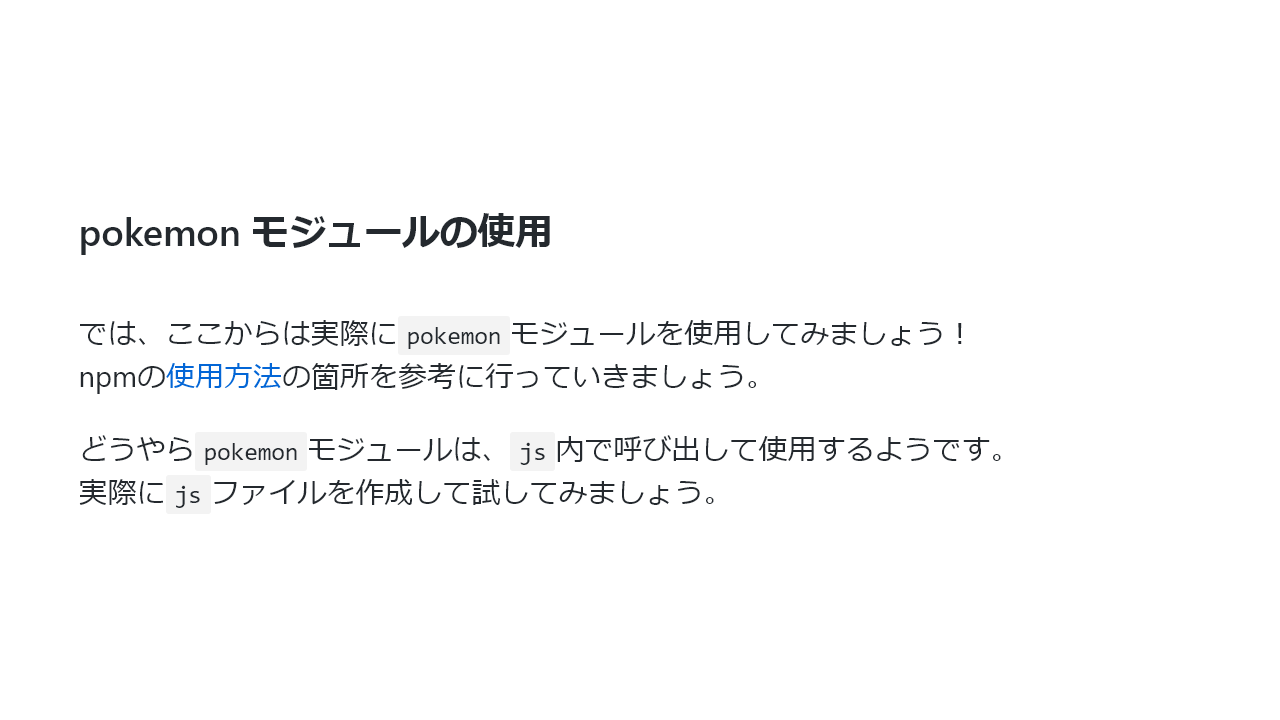 pokemon モジュールの使用
では、ここからは実際にpokemonモジュールを使用してみましょう！
npmの使用方法の箇所を参考に行っていきましょう。
どうやらpokemonモジュールは、js内で呼び出して使用するようです。
実際にjsファイルを作成して試してみましょう。